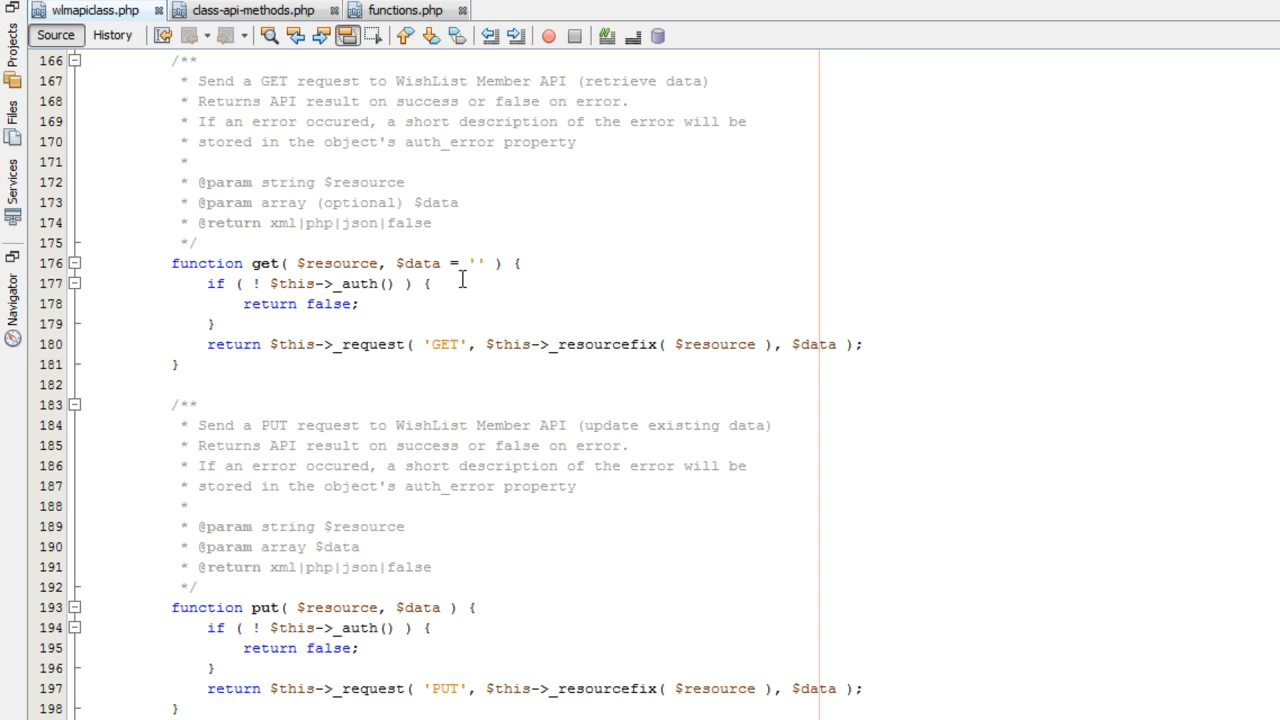 wlmapiclass.php class-api-methods.php functions.php
Source History
Projects
Files
Services
Navigator
166 /**
167 * Send a GET request to WishList Member API (retrieve data)
168 * Returns API result on success or false on error.
169 * If an error occured, a short description of the error will be
170 * stored in the object's auth_error property
171 *
172 * @param string $resource
173 * @param array (optional) $data
174 * @return xml|php|json|false
175 */
176 function get( $resource, $data = '' ) {
177 if ( ! $this->_auth() ) {
178 return false;
179 }
180 return $this->_request( 'GET', $this->_resourcefix( $resource ), $data );
181 }
182
183 /**
184 * Send a PUT request to WishList Member API (update existing data)
185 * Returns API result on success or false on error.
186 * If an error occured, a short description of the error will be
187 * stored in the object's auth_error property
188 *
189 * @param string $resource
190 * @param array $data
191 * @return xml|php|json|false
192 */
193 function put( $resource, $data ) {
194 if ( ! $this->_auth() ) {
195 return false;
196 }
197 return $this->_request( 'PUT', $this->_resourcefix( $resource ), $data );
198 }